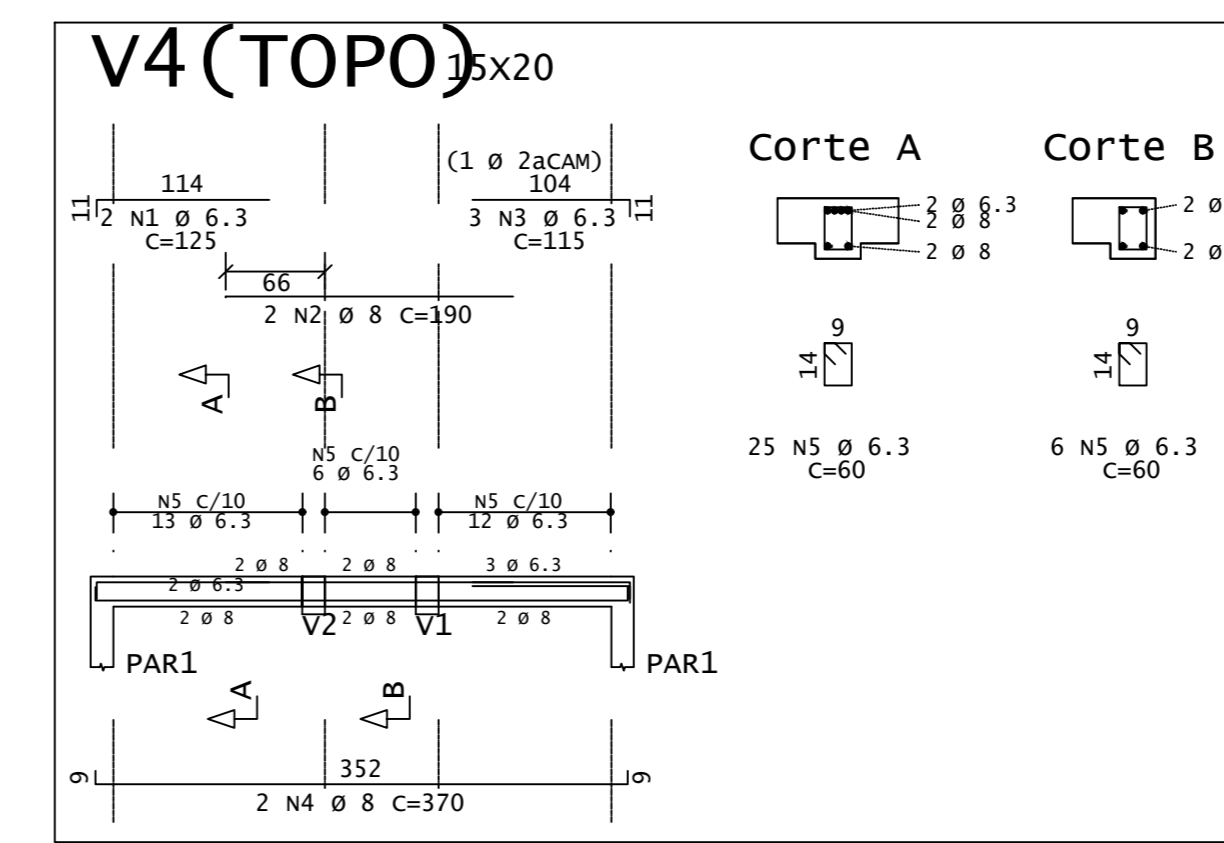 V4(TOPO)15X20
(1 Ø 2aCAM)
114
104
11
2 N1 Ø 6.3
C=125
3 N3 Ø 6.3
C=115
11
66
2 N2 Ø 8 C=190
A
B
N5 C/10
6 Ø 6.3
N5 C/10
13 Ø 6.3
N5 C/10
12 Ø 6.3
2 Ø 8
2 Ø 8
3 Ø 6.3
2 Ø 6.3
2 Ø 8
V2
2 Ø 8
V1
2 Ø 8
PAR1
PAR1
A
B
9
352
9
2 N4 Ø 8 C=370
Corte A
2 Ø 6.3
2 Ø 8
2 Ø 8
9
14
25 N5 Ø 6.3
C=60
Corte B
2 Ø
2 Ø
9
14
6 N5 Ø 6.3
C=60